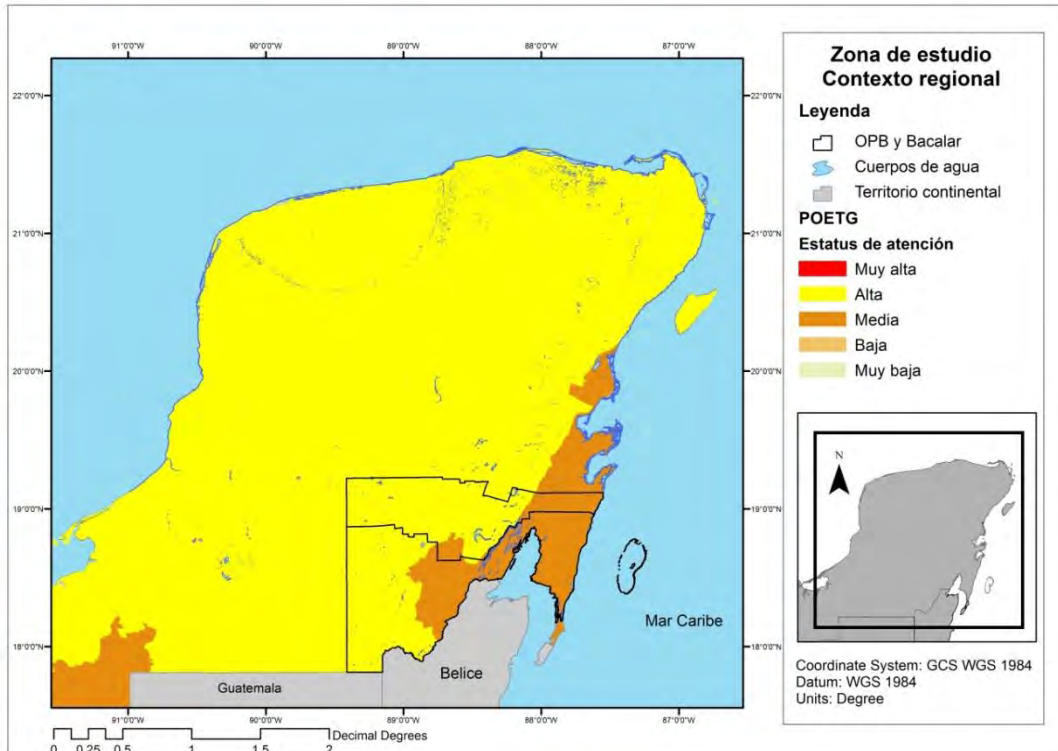 91°0'0"W 90°0'0"W 89°0'0"W 88°0'0"W 87°0'0"W
22°0'0"N 22°0'0"N
21°0'0"N 21°0'0"N
20°0'0"N 20°0'0"N
19°0'0"N 19°0'0"N
18°0'0"N 18°0'0"N
Mar Caribe
Belice
Guatemala
91°0'0"W 90°0'0"W 89°0'0"W 88°0'0"W 87°0'0"W
Decimal Degrees
0 0.25 0.5 1 1.5 2
Zona de estudio
Contexto regional
Leyenda
OPB y Bacalar
Cuerpos de agua
Territorio continental
POETG
Estatus de atención
Muy alta
Alta
Media
Baja
Muy baja
N
Coordinate System: GCS WGS 1984
Datum: WGS 1984
Units: Degree